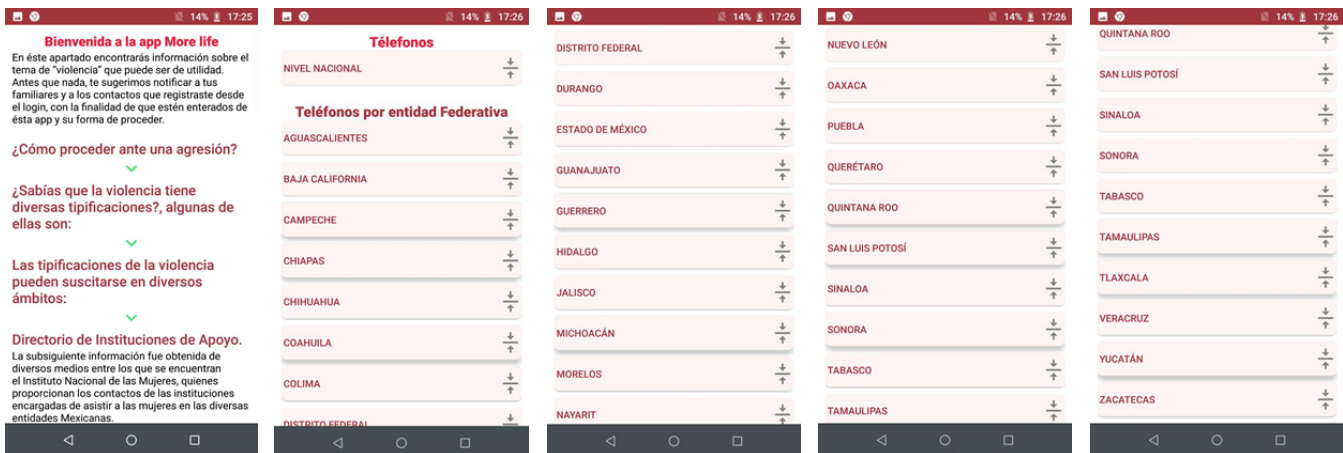 14% 17:25
Bienvenida a la app More life
En éste apartado encontrarás información sobre el
tema de "violencia" que puede ser de utilidad.
Antes que nada, te sugerimos notificar a tus
familiares y a los contactos que registraste desde
el login, con la finalidad de que estén enterados de
ésta app y su forma de proceder.
¿Cómo proceder ante una agresión?
¿Sabías que la violencia tiene
diversas tipificaciones?, algunas de
ellas son:
Las tipificaciones de la violencia
pueden suscitarse en diversos
ámbitos:
Directorio de Instituciones de Apoyo.
La subsiguiente información fue obtenida de
diversos medios entre los que se encuentran
el Instituto Nacional de las Mujeres, quienes
proporcionan los contactos de las instituciones
encargadas de asistir a las mujeres en las diversas
entidades Mexicanas.
14% 17:26
Télefonos
NIVEL NACIONAL
Teléfonos por entidad Federativa
AGUASCALIENTES
BAJA CALIFORNIA
CAMPECHE
CHIAPAS
CHIHUAHUA
COAHUILA
COLIMA
DISTRITO FEDERAL
14% 17:26
DISTRITO FEDERAL
DURANGO
ESTADO DE MÉXICO
GUANAJUATO
GUERRERO
HIDALGO
JALISCO
MICHOACÁN
MORELOS
NAYARIT
14% 17:26
NUEVO LEÓN
OAXACA
PUEBLA
QUERÉTARO
QUINTANA ROO
SAN LUIS POTOSÍ
SINALOA
SONORA
TABASCO
TAMAULIPAS
14% 17:26
QUINTANA ROO
SAN LUIS POTOSÍ
SINALOA
SONORA
TABASCO
TAMAULIPAS
TLAXCALA
VERACRUZ
YUCATÁN
ZACATECAS